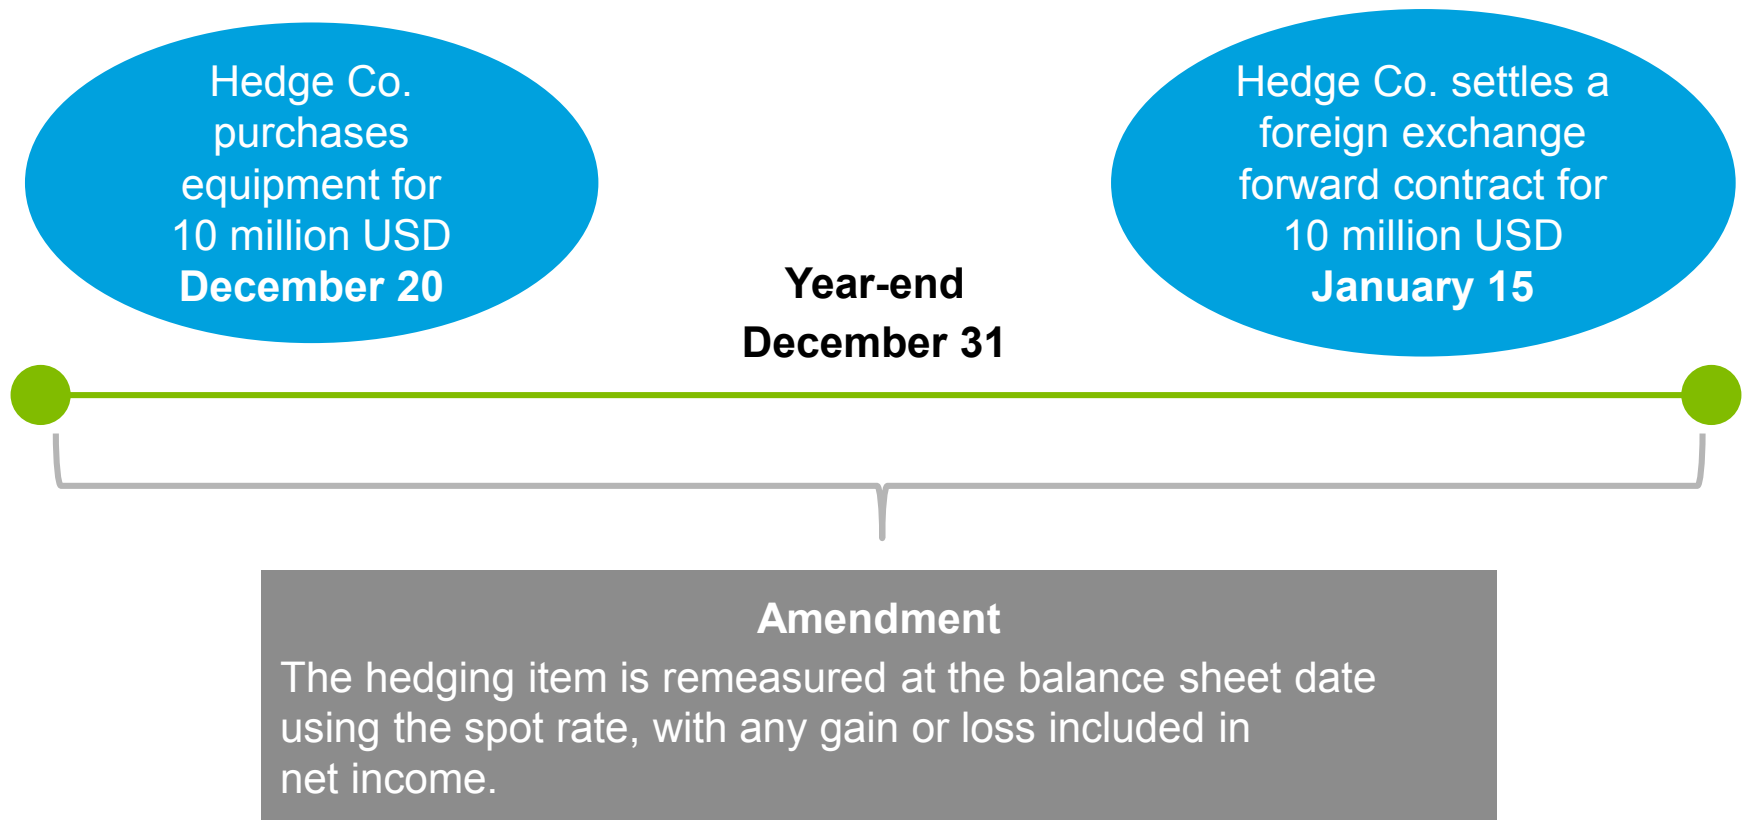 Hedge Co.
purchases
equipment for
10 million USD
December 20
Year-end
December 31
Hedge Co. settles a
foreign exchange
forward contract for
10 million USD
January 15
Amendment
The hedging item is remeasured at the balance sheet date
using the spot rate, with any gain or loss included in
net income.